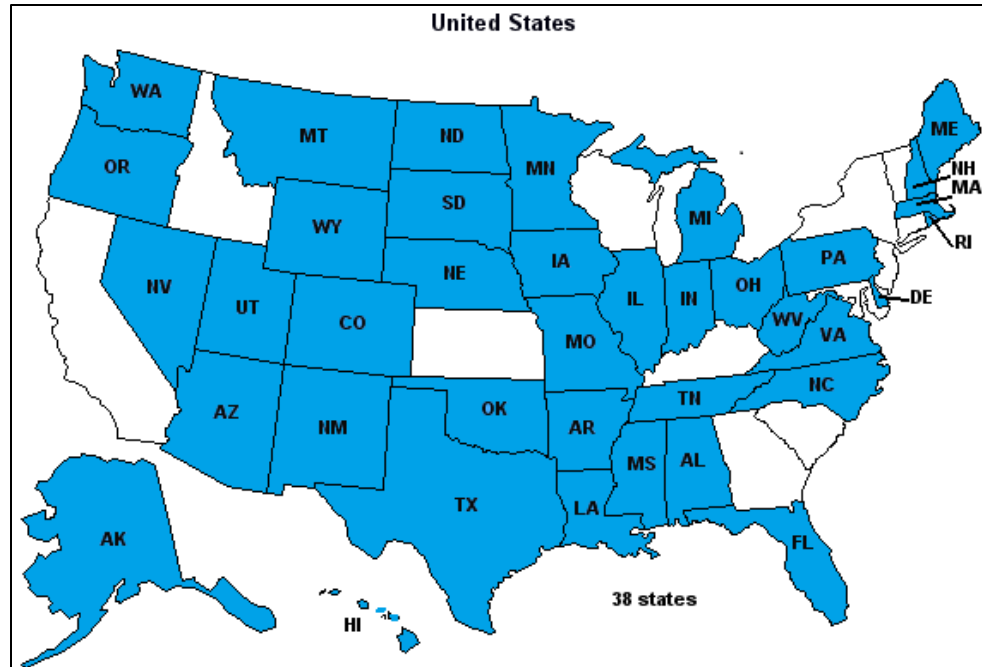 United States
WA
MT
ND
MN
ME
OR
NH
MA
SD
WY
MI
RI
NE
IA
PA
NV
UT
CO
IL
IN
OH
DE
WV
VA
MO
TN
NC
AZ
NM
OK
AR
MS
AL
TX
LA
AK
FL
38 states
HI